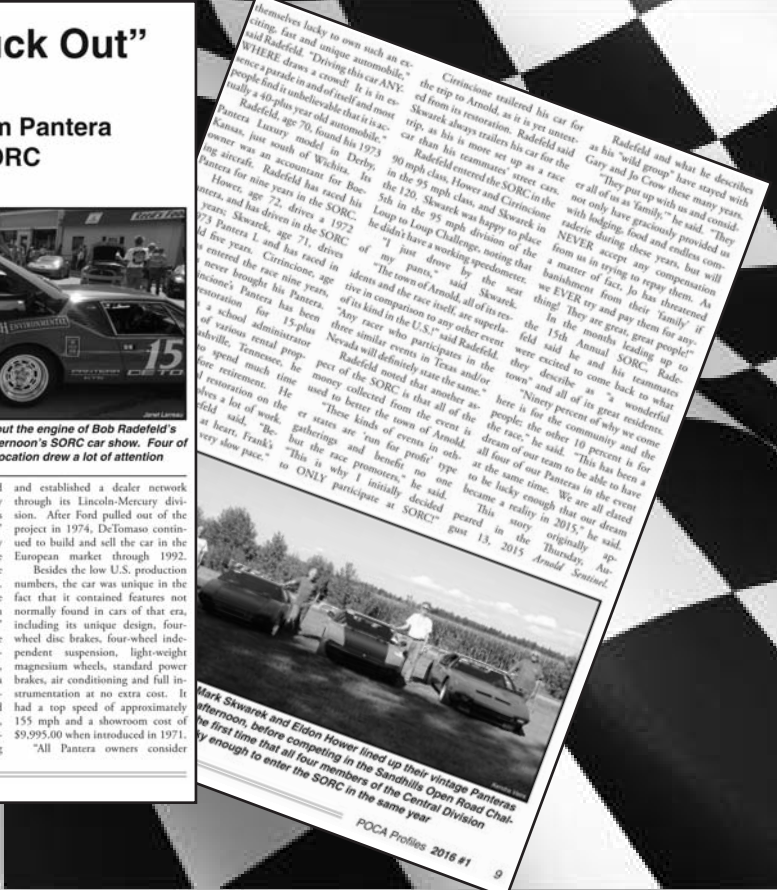 ck Out”
m Pantera
ORC
H ENVIRONMENTAL
15
Janet Larreau
out the engine of Bob Radefeld’s
ernoon’s SORC car show. Four of
ocation drew a lot of attention
and established a dealer network
through its Lincoln-Mercury divi-
sion. After Ford pulled out of the
project in 1974, DeTomaso contin-
ued to build and sell the car in the
European market through 1992.
Besides the low U.S. production
numbers, the car was unique in the
fact that it contained features not
normally found in cars of that era,
including its unique design, four-
wheel disc brakes, four-wheel inde-
pendent suspension, light-weight
magnesium wheels, standard power
brakes, air conditioning and full in-
strumentation at no extra cost. It
had a top speed of approximately
155 mph and a showroom cost of
$9,995.00 when introduced in 1971.
“All Pantera owners consider
themselves lucky to own such an ex-
citing, fast and unique automobile,”
said Radefeld. “Driving this car ANY-
WHERE draws a crowd! It is in es-
sence a parade in and of itself and most
people find it unbelievable that it is ac-
tually a 40-plus year old automobile.”
Radefeld, age 70, found his 1973
Pantera Luxury model in Derby,
Kansas, just south of Wichita. Its
owner was an accountant for Boe-
ing aircraft. Radefeld has raced his
Pantera for nine years in the SORC.
Hower, age 72, drives a 1972
antera, and has driven in the SORC
years; Skwarek, age 71, drives
973 Pantera L and has raced in
ld five years. Citrincione, age
s entered the race nine years,
never brought his Pantera.
incione’s Pantera has been
restoration for 15-plus
a school administrator
of various rental prop-
ashville, Tennessee, he
to spend much time
fore retirement. He
d restoration on the
olves a lot of work.
efeld said, “Be-
at heart, Frank’s
very slow pace.”
Citrincione trailered his car for
the trip to Arnold, as it is yet untest-
ed from its restoration. Radefeld said
Skwarek always trailers his car for the
trip, as his is more set up as a race
car than his teammates’ street cars.
Radefeld entered the SORC in the
90 mph class, Hower and Citrincione
in the 95 mph class, and Skwarek in
the 120. Skwarek was happy to place
5th in the 95 mph division of the
Loup to Loup Challenge, noting that
he didn’t have a working speedometer.
“I just drove by the seat
of my pants,” said Skwarek.
“The town of Arnold, all of its res-
idents and the race itself, are superla-
tive in comparison to any other event
of its kind in the U.S.!” said Radefeld.
“Any racer who participates in the
three similar events in Texas and/or
Nevada will definitely state the same.”
Radefeld noted that another as-
pect of the SORC is that all of the
money collected from the event is
used to better the town of Arnold.
“These kinds of events in oth-
er states are ‘run for profit’ type
gatherings and benefit no one
but the race promoters,” he said.
“This is why I initially decided
to ONLY participate at SORC!”
Radefeld and what he describes
as his “wild group” have stayed with
Gary and Jo Crow these many years.
“They put up with us and consid-
er all of us as ‘family,’” he said. “They
not only have graciously provided us
with lodging, food and endless com-
raderie during these years, but will
NEVER accept any compensation
from us in trying to repay them. As
a matter of fact, Jo has threatened
banishment from their ‘family’ if
we EVER try and pay them for any-
thing! They are great, great people!”
In the months leading up to
the 15th Annual SORC, Rade-
feld said he and his teammates
were excited to come back to what
they describe as “a wonderful
town” and all of its great residents.
“Ninety percent of why we come
here is for the community and the
people; the other 10 percent is for
the race,” he said. “This has been a
dream of our team to be able to have
all four of our Panteras in the event
at the same time. We are all elated
to be lucky enough that our dream
became a reality in 2015,” he said.
This story originally ap-
peared in the Thursday, Au-
gust 13, 2015 Arnold Sentinel.
Mark Skwarek and Eldon Hower lined up their vintage Panteras
afternoon, before competing in the Sandhills Open Road Chal-
he first time that all four members of the Central Division
ky enough to enter the SORC in the same year
POCA Profiles 2016 #1
9